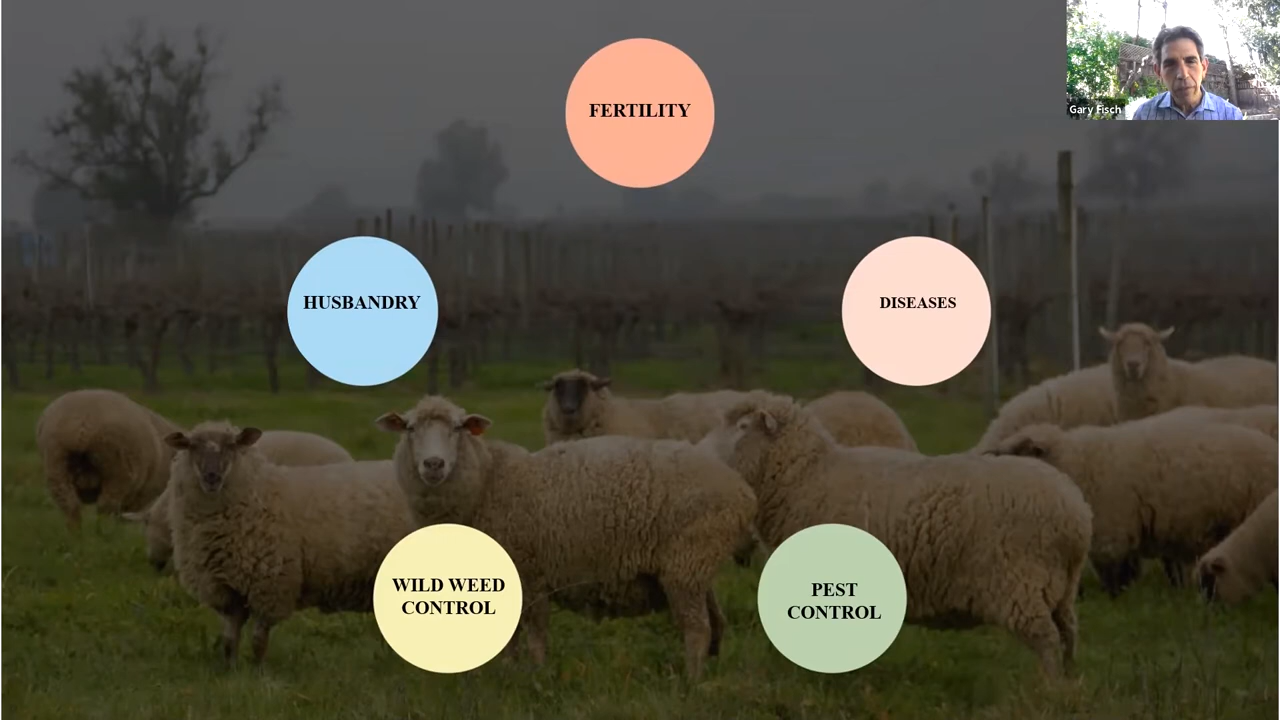 FERTILITY
Gary Fisch
HUSBANDRY
DISEASES
WILD WEED
CONTROL
PEST
CONTROL